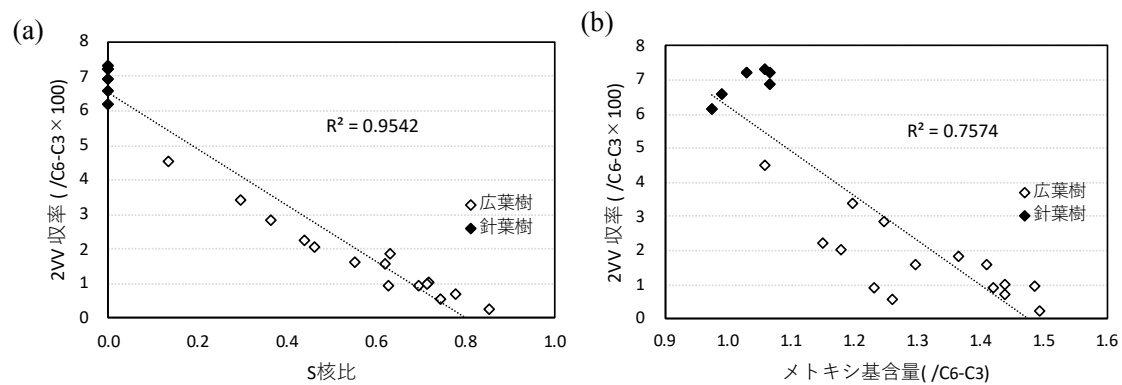 (a)
2VV 収率 ( /C6-C3×100)
8
7
6
5
4
3
2
1
0
R² = 0.9542
広葉樹
針葉樹
0.0 0.2 0.4 0.6 0.8 1.0
S核比
(b)
2VV 収率 ( /C6-C3×100)
8
7
6
5
4
3
2
1
0
R² = 0.7574
広葉樹
針葉樹
0.9 1.0 1.1 1.2 1.3 1.4 1.5 1.6
メトキシ基含量( /C6-C3)